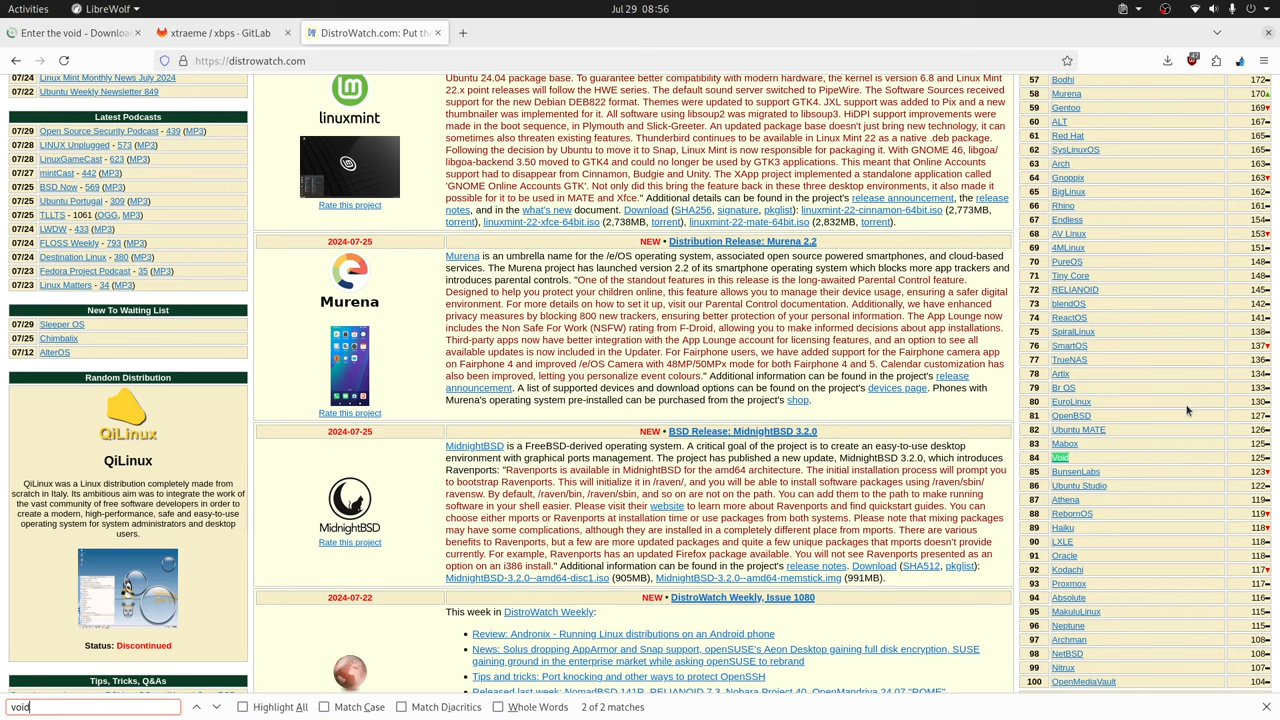 Activities
LibreWolf
Jul 29 08:56
Enter the void - Downloa
xtraeme / xbps · GitLab
DistroWatch.com: Put the
https://distrowatch.com
47
07/24 Linux Mint Monthly News July 2024
07/22 Ubuntu Weekly Newsletter 849
Latest Podcasts
07/29 Open Source Security Podcast - 439 (MP3)
07/28 LINUX Unplugged - 573 (MP3)
07/28 LinuxGameCast - 623 (MP3)
07/27 mintCast - 442 (MP3)
07/25 BSD Now - 569 (MP3)
07/25 Ubuntu Portugal - 309 (MP3)
07/25 TLLTS - 1061 (OGG, MP3)
07/24 LWDW - 433 (MP3)
07/24 FLOSS Weekly - 793 (MP3)
07/24 Destination Linux - 380 (MP3)
07/23 Fedora Project Podcast - 35 (MP3)
07/23 Linux Matters - 34 (MP3)
New To Waiting List
07/29 Sleeper OS
07/25 Chimbalix
07/12 AlterOS
Random Distribution
QiLinux
QiLinux
QiLinux was a Linux distribution completely made from
scratch in Italy. Its ambitious aim was to integrate the work of
the vast community of free software developers in order to
create a modern, high-performance, safe and easy-to-use
operating system for system administrators and desktop
users.
Status: Discontinued
Tips, Tricks, Q&As
linuxmint
Rate this project
Ubuntu 24.04 package base. To guarantee better compatibility with modern hardware, the kernel is version 6.8 and Linux Mint
22.x point releases will follow the HWE series. The default sound server switched to PipeWire. The Software Sources received
support for the new Debian DEB822 format. Themes were updated to support GTK4. JXL support was added to Pix and a new
thumbnailer was implemented for it. All software using libsoup2 was migrated to libsoup3. HiDPI support improvements were
made in the boot sequence, in Plymouth and Slick-Greeter. An updated package base doesn't just bring new technology, it can
sometimes also threaten existing features. Thunderbird continues to be available in Linux Mint 22 as a native .deb package.
Following the decision by Ubuntu to move it to Snap, Linux Mint is now responsible for packaging it. With GNOME 46, libgoa/
libgoa-backend 3.50 moved to GTK4 and could no longer be used by GTK3 applications. This meant that Online Accounts
support had to disappear from Cinnamon, Budgie and Unity. The XApp project implemented a standalone application called
'GNOME Online Accounts GTK'. Not only did this bring the feature back in these three desktop environments, it also made it
possible for it to be used in MATE and Xfce." Additional details can be found in the project's release announcement, the release
notes, and in the what's new document. Download (SHA256, signature, pkglist): linuxmint-22-cinnamon-64bit.iso (2,773MB,
torrent), linuxmint-22-xfce-64bit.iso (2,738MB, torrent), linuxmint-22-mate-64bit.iso (2,832MB, torrent).
2024-07-25
NEW • Distribution Release: Murena 2.2
Murena
Rate this project
Murena is an umbrella name for the /e/OS operating system, associated open source smartphones, and cloud-based
services. The Murena project has launched version 2.2 of its smartphone operating system which blocks more app trackers and
introduces parental controls. "One of the standout features in this release is the long-awaited Parental Control feature.
Designed to help you protect your children online, this feature allows you to manage their device usage, ensuring a safer digital
environment. For more details on how to set it up, visit our Parental Control documentation. Additionally, we have enhanced
privacy measures by blocking 800 new trackers, ensuring better protection of your personal information. The App Lounge now
includes the Non Safe For Work (NSFW) rating from F-Droid, allowing you to make informed decisions about app installations.
Third-party apps now have better integration with the App Lounge account for licensing features, and an option to see all
available updates is now included in the Updater. For Fairphone users, we have added support for the Fairphone camera app
on Fairphone 4 and improved /e/OS Camera with 48MP/50MPx mode for both Fairphone 4 and 5. Calendar customization has
also been improved, letting you personalize event colours." Additional information can be found in the project's release
announcement. A list of supported devices and download options can be found on the project's devices page. Phones with
Murena's operating system pre-installed can be purchased from the project's shop.
2024-07-25
NEW • BSD Release: MidnightBSD 3.2.0
MidnightBSD
Rate this project
MidnightBSD is a FreeBSD-derived operating system. A critical goal of the project is to create an easy-to-use desktop
environment with graphical ports management. The project has published a new update, MidnightBSD 3.2.0, which introduces
Ravenports: "Ravenports is available in MidnightBSD for the amd64 architecture. The initial installation process will prompt you
to bootstrap Ravenports. This will initialize it in /raven/, and you will be able to install software packages using /raven/sbin/
ravensw. By default, /raven/bin, /raven/sbin, and so on are not on the path. You can add them to the path to make running
software in your shell easier. Please visit their website to learn more about Ravenports and find quickstart guides. You can
choose either mports or Ravenports at installation time or use packages from both systems. Please note that mixing packages
may have some complications, although they are installed in a completely different place from mports. There are various
benefits to Ravenports, but a few are more updated packages and quite a few unique packages that mports doesn't provide
currently. For example, Ravenports has an updated Firefox package available. You will not see Ravenports presented as an
option on an i386 install." Additional information can be found in the project's release notes. Download (SHA512, pkglist):
MidnightBSD-3.2.0--amd64-disc1.iso (905MB), MidnightBSD-3.2.0--amd64-memstick.img (991MB).
2024-07-22
NEW • DistroWatch Weekly, Issue 1080
This week in DistroWatch Weekly:
• Review: Andronix - Running Linux distributions on an Android phone
• News: Solus dropping AppArmor and Snap support, openSUSE's Aeon Desktop gaining full disk encryption, SUSE
gaining ground in the enterprise market while asking openSUSE to rebrand
• Tips and tricks: Port knocking and other ways to protect OpenSSH
• Released last week: NomadBSD 141R, RELIANOID 7.3, Nobara Project 40, OpenMandriva 24.07 "ROME"
57 Bodhi 172
58 Murena 170
59 Gentoo 169
60 ALT 167
61 Red Hat 165
62 SysLinuxOS 165
63 Arch 163
64 Gnoppix 163
65 BigLinux 162
66 Rhino 161
67 Endless 154
68 AV Linux 153
69 4MLinux 151
70 PureOS 148
71 Tiny Core 148
72 RELIANOID 145
73 blendOS 142
74 ReactOS 141
75 SpiralLinux 138
76 SmartOS 137
77 TrueNAS 136
78 Artix 134
79 Br OS 133
80 EuroLinux 130
81 OpenBSD 127
82 Ubuntu MATE 126
83 Mabox 125
84 Void 125
85 BunsenLabs 123
86 Ubuntu Studio 122
87 Athena 119
88 RebornOS 119
89 Haiku 118
90 LXLE 118
91 Oracle 118
92 Kodachi 117
93 Proxmox 117
94 Absolute 116
95 MakuluLinux 115
96 Neptune 115
97 Archman 108
98 NetBSD 108
99 Nitrux 107
100 OpenMediaVault 104
void
Highlight All
Match Case
Match Diacritics
Whole Words
2 of 2 matches